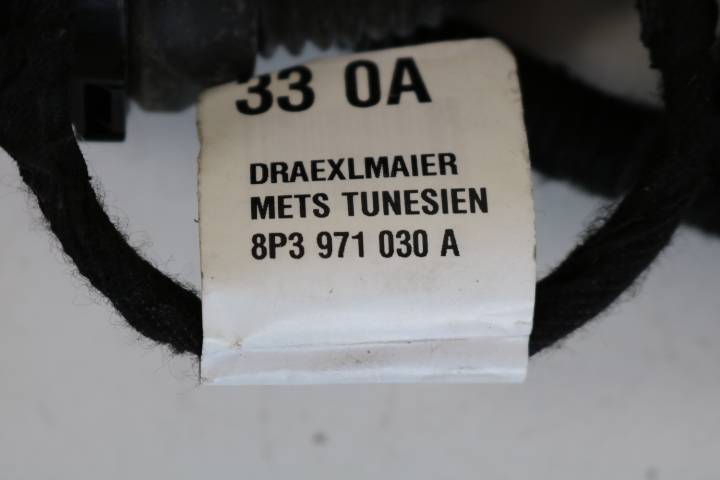 33 0A
DRAEXLMAIER
METS TUNESIEN
8P3 971 030 A